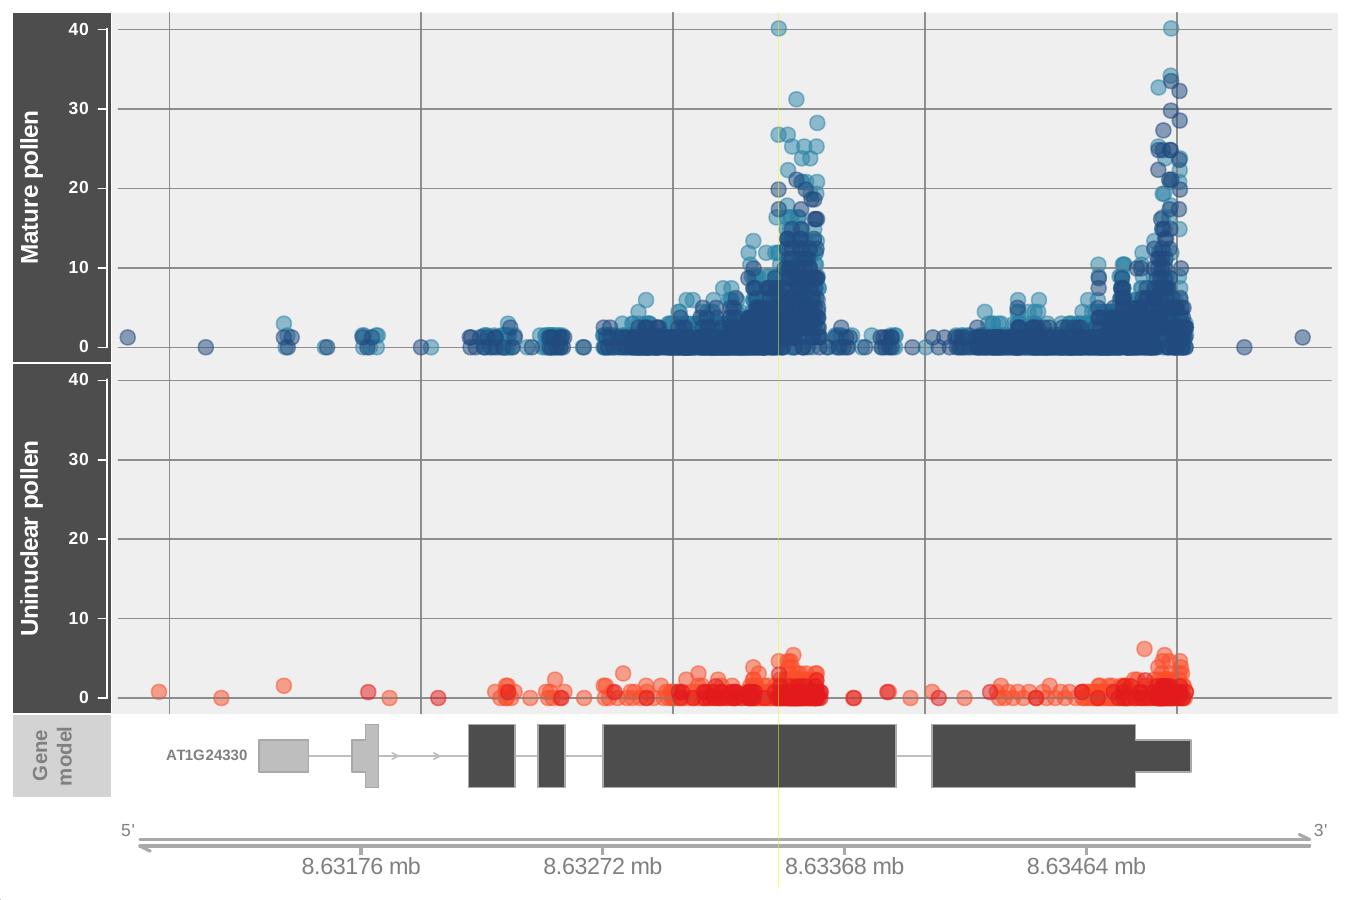 Mature pollen
40
30
20
10
0
Uninuclear pollen
40
30
20
10
0
Gene
model
AT1G24330
5'
3'
8.63176 mb
8.63272 mb
8.63368 mb
8.63464 mb